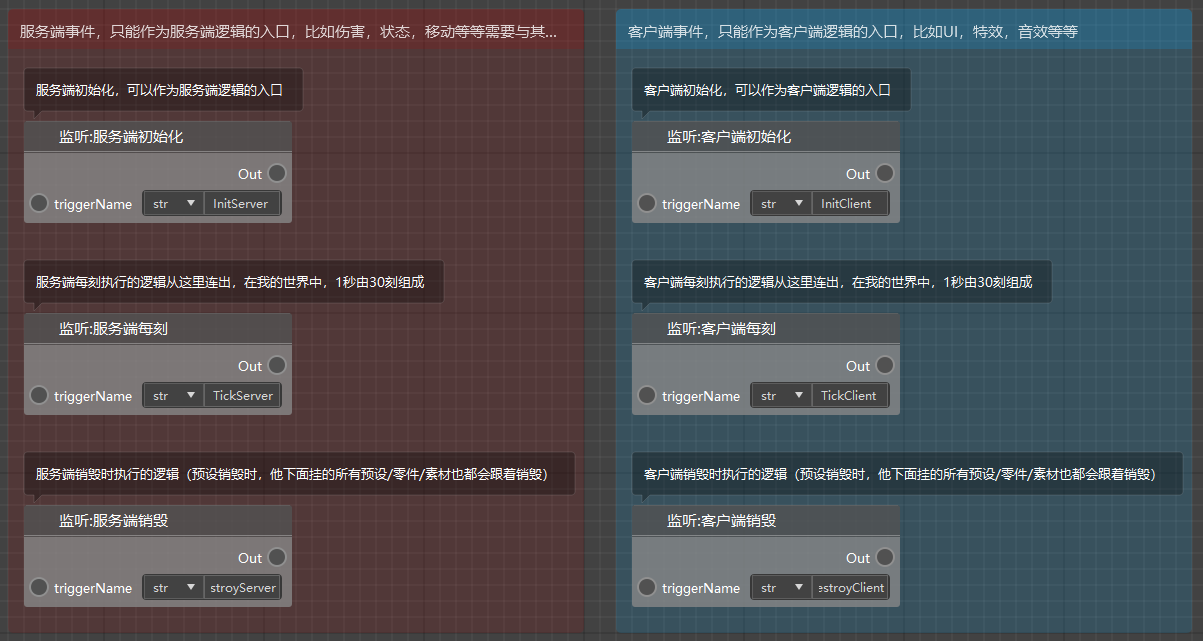 服务端事件，只能作为服务端逻辑的入口，比如伤害，状态，移动等等需要与其...
服务端初始化，可以作为服务端逻辑的入口
监听:服务端初始化
Out
triggerName str InitServer
服务端每刻执行的逻辑从这里连出，在我的世界中，1秒由30刻组成
监听:服务端每刻
Out
triggerName str TickServer
服务端销毁时执行的逻辑（预设销毁时，他下面挂的所有预设/零件/素材也都会跟着销毁）
监听:服务端销毁
Out
triggerName str stroyServer
客户端事件，只能作为客户端逻辑的入口，比如UI，特效，音效等等
客户端初始化，可以作为客户端逻辑的入口
监听:客户端初始化
Out
triggerName str InitClient
客户端每刻执行的逻辑从这里连出，在我的世界中，1秒由30刻组成
监听:客户端每刻
Out
triggerName str TickClient
客户端销毁时执行的逻辑（预设销毁时，他下面挂的所有预设/零件/素材也都会跟着销毁）
监听:客户端销毁
Out
triggerName str estroyClient